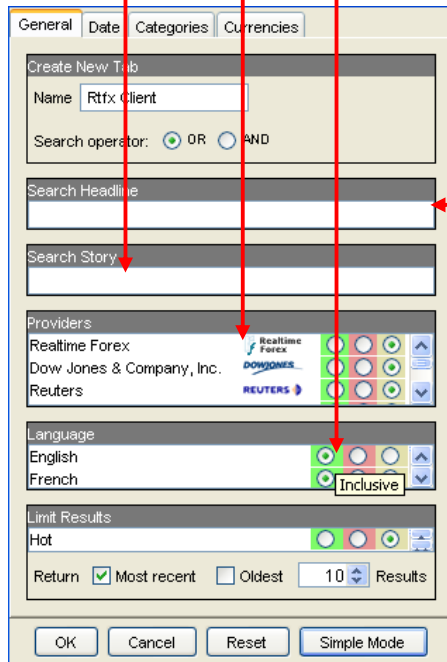 General Date Categories Currencies
Create New Tab
Name Rtfx Client
Search operator: OR AND
Search Headline
Search Story
Providers
Realtime Forex Realtime Forex
Dow Jones & Company, Inc. DOWJONES
Reuters REUTERS
Language
English
French Inclusive
Limit Results
Hot
Return Most recent Oldest 10 Results
OK Cancel Reset Simple Mode